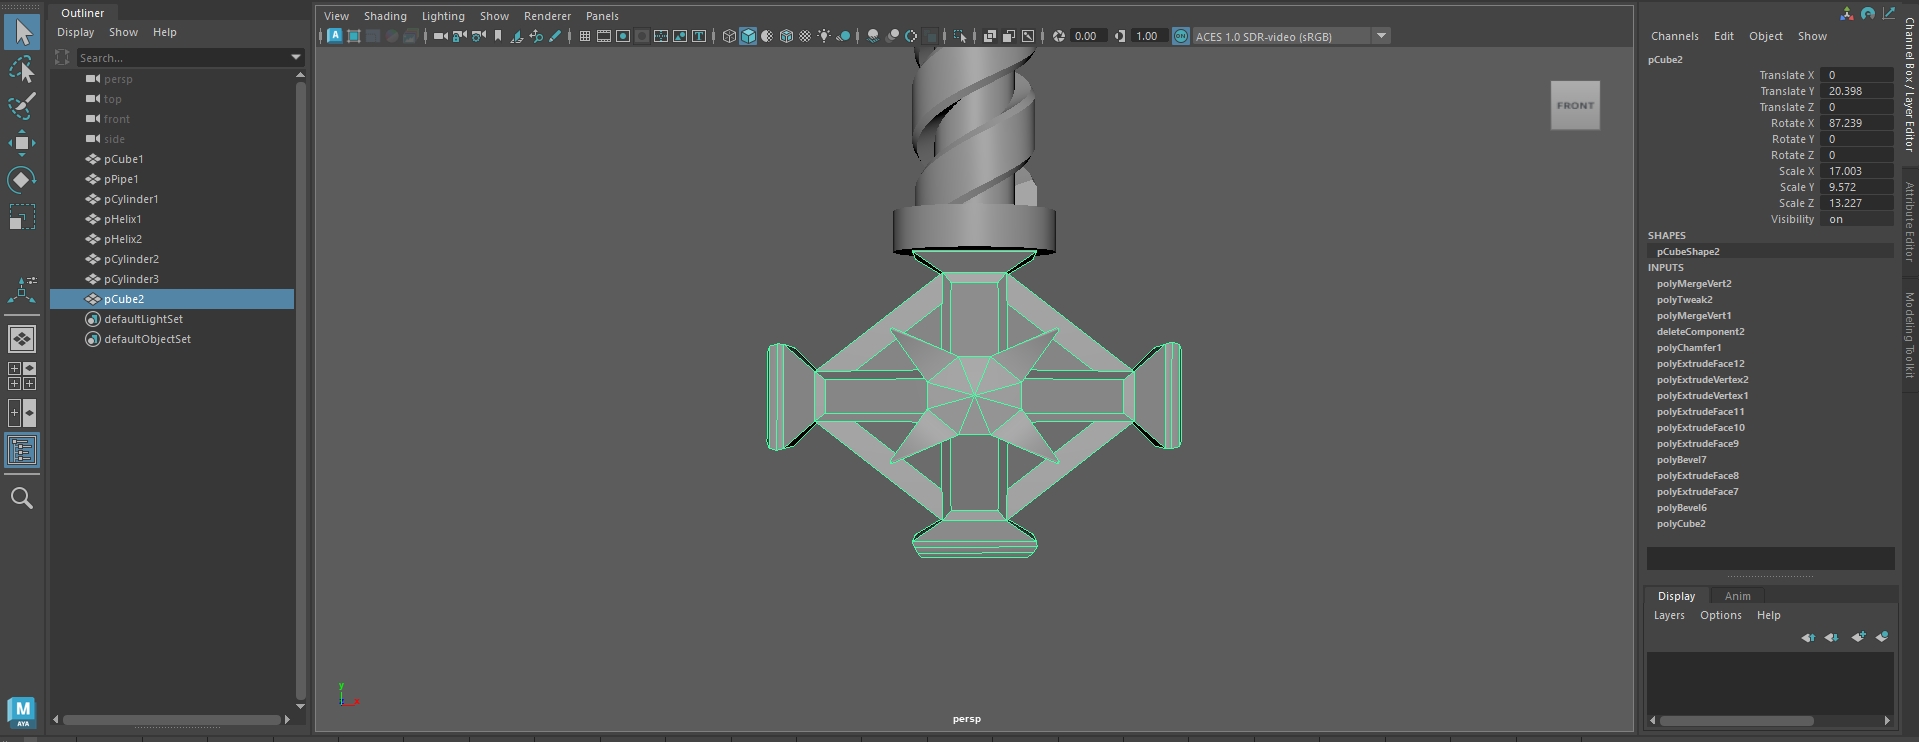 Outliner
Display Show Help
Search...
persp
top
front
side
pCube1
pPipe1
pCylinder1
pHelix1
pHelix2
pCylinder2
pCylinder3
pCube2
defaultLightSet
defaultObjectSet
M
AYA
View Shading Lighting Show Renderer Panels
0.00 1.00 ON ACES 1.0 SDR-video (sRGB)
FRONT
y
x
persp
Channels Edit Object Show
pCube2
Translate X 0
Translate Y 20.398
Translate Z 0
Rotate X 87.239
Rotate Y 0
Rotate Z 0
Scale X 17.003
Scale Y 9.572
Scale Z 13.227
Visibility on
SHAPES
pCubeShape2
INPUTS
polyMergeVert2
polyTweak2
polyMergeVert1
deleteComponent2
polyChamfer1
polyExtrudeFace12
polyExtrudeVertex2
polyExtrudeVertex1
polyExtrudeFace11
polyExtrudeFace10
polyExtrudeFace9
polyBevel7
polyExtrudeFace8
polyExtrudeFace7
polyBevel6
polyCube2
Display Anim
Layers Options Help
Channel Box / Layer Editor
Attribute Editor
Modeling Toolkit